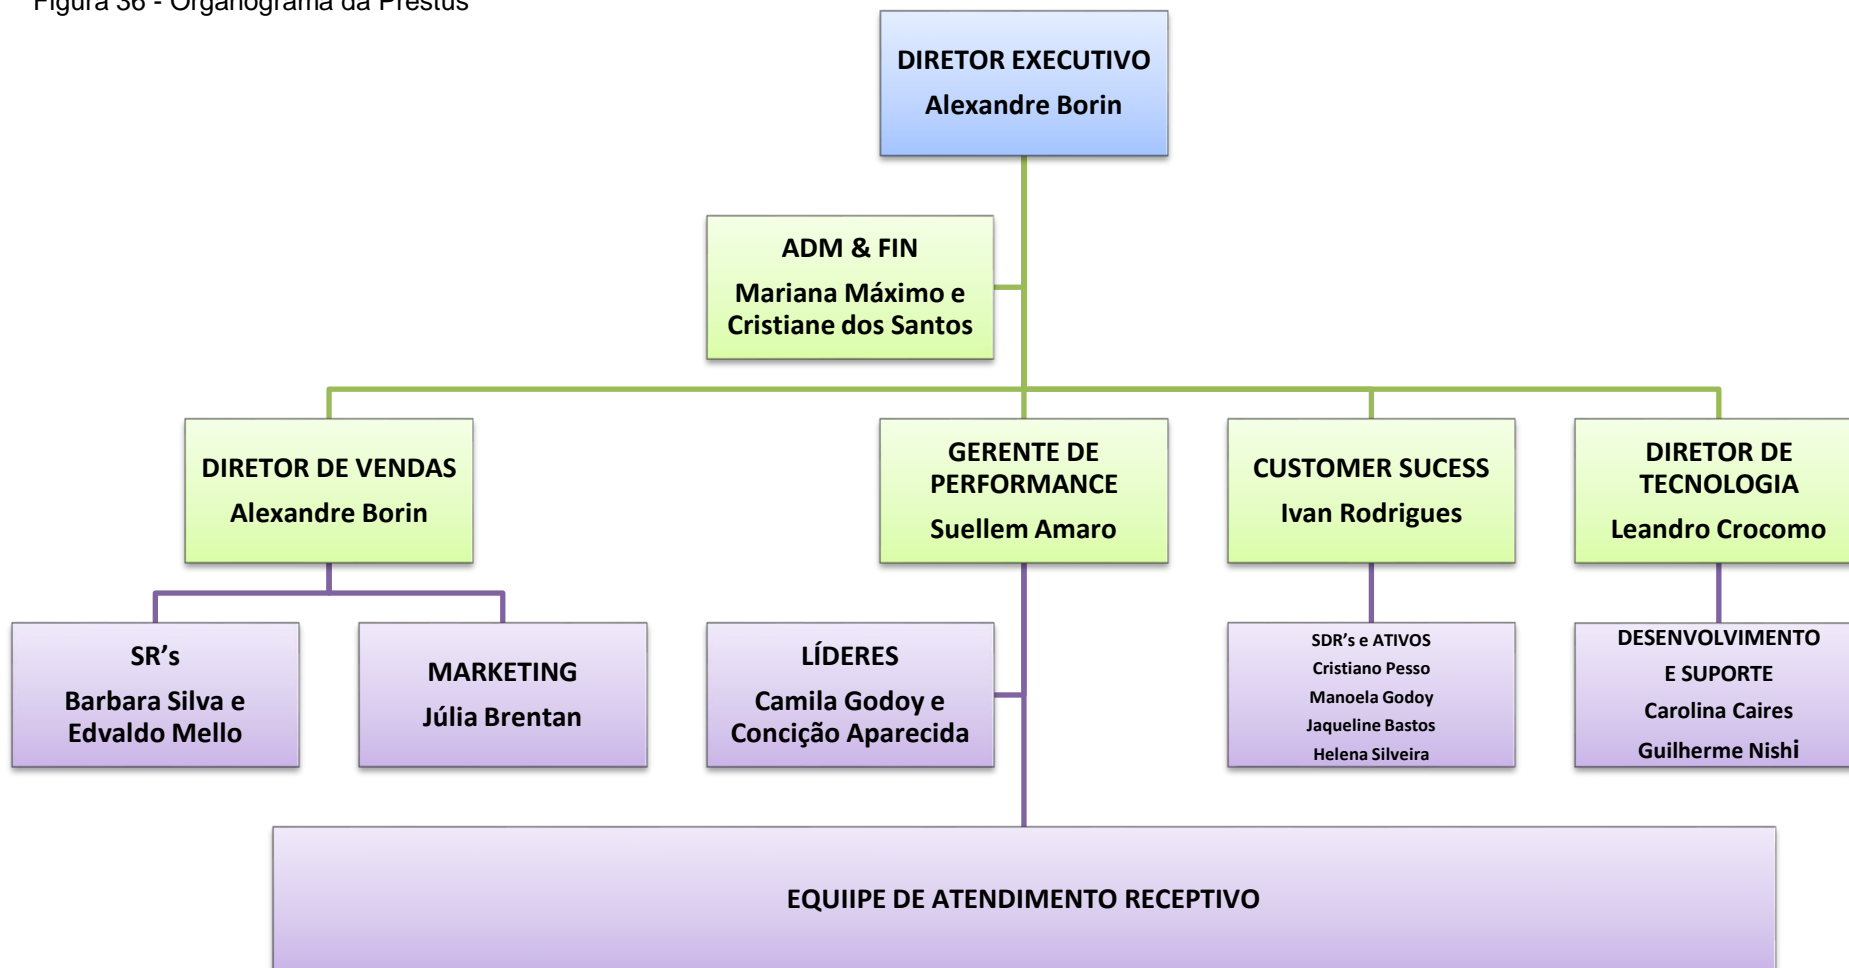 Figura 36 - Organograma da Prestus
DIRETOR EXECUTIVO
Alexandre Borin
ADM & FIN
Mariana Máximo e
Cristiane dos Santos
DIRETOR DE VENDAS
Alexandre Borin
GERENTE DE
PERFORMANCE
Suellem Amaro
CUSTOMER SUCESS
Ivan Rodrigues
DIRETOR DE
TECNOLOGIA
Leandro Crocomo
SR’s
Barbara Silva e
Edvaldo Mello
MARKETING
Júlia Brentan
LÍDERES
Camila Godoy e
Concição Aparecida
SDR’s e ATIVOS
Cristiano Pesso
Manoela Godoy
Jaqueline Bastos
Helena Silveira
DESENVOLVIMENTO
E SUPORTE
Carolina Caires
Guilherme Nishi
EQUIIPE DE ATENDIMENTO RECEPTIVO